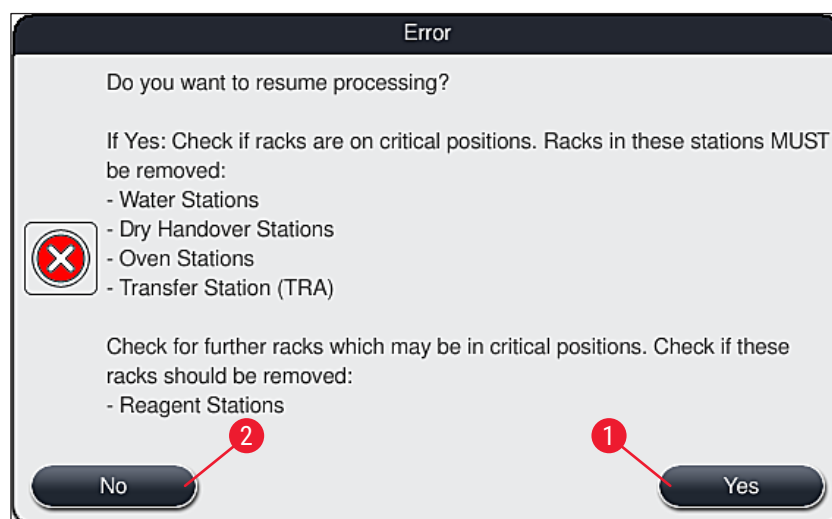 Error
Do you want to resume processing?
If Yes: Check if racks are on critical positions. Racks in these stations MUST
be removed:
- Water Stations
- Dry Handover Stations
- Oven Stations
- Transfer Station (TRA)
Check for further racks which may be in critical positions. Check if these
racks should be removed:
- Reagent Stations
2
1
No
Yes